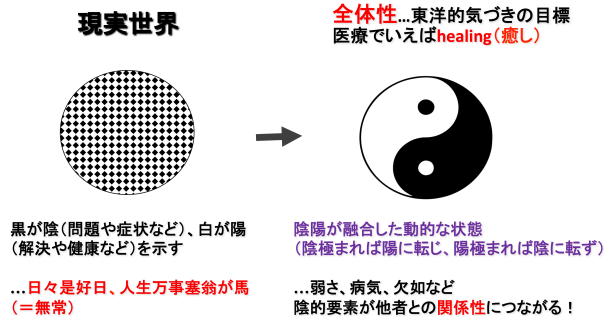 現実世界
全体性…東洋的気づきの目標
医療でいえばhealing（癒し）
黒が陰（問題や症状など）、白が陽
（解決や健康など）を示す
…日々是好日、人生万事塞翁が馬
（＝無常）
陰陽が融合した動的な状態
（陰極まれば陽に転じ、陽極まれば陰に転ず）
…弱さ、病気、欠如など
陰的要素が他者との関係性につながる！